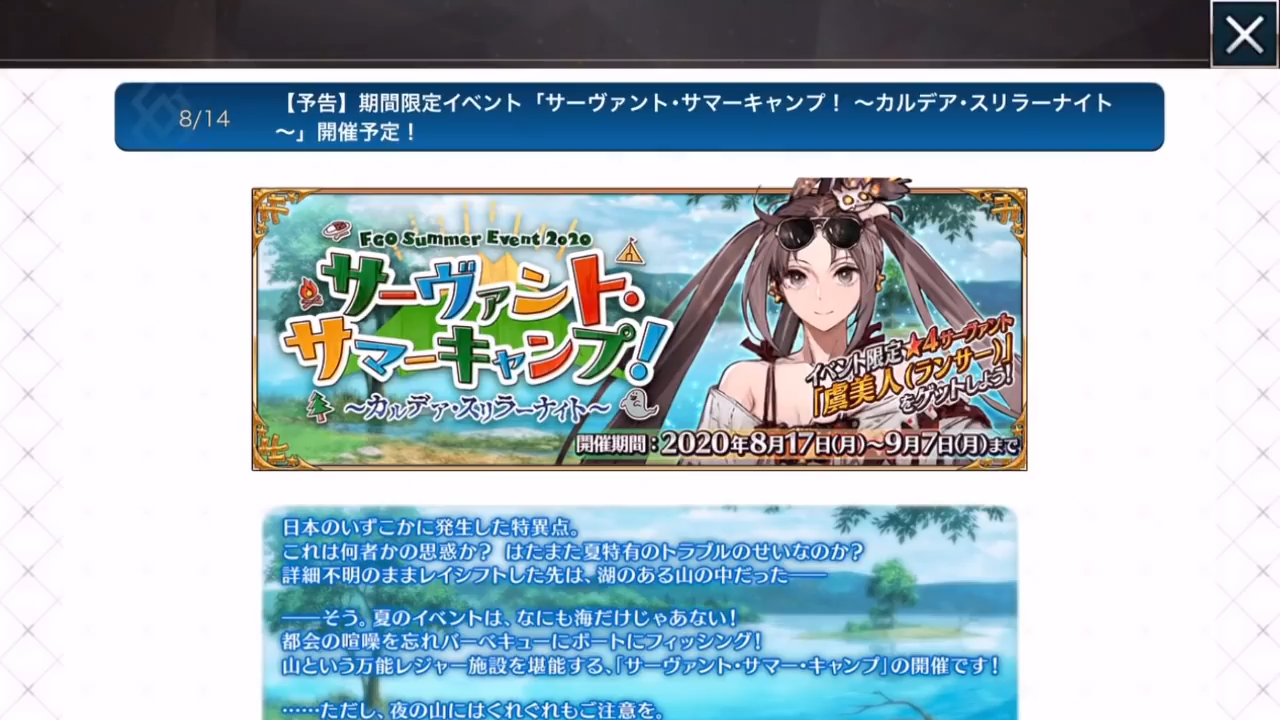 8/14
【予告】期間限定イベント「サーヴァント・サマーキャンプ！ ～カルデア・スリラーナイト
～」開催予定！
FGO Summer Event 2020
サーヴァント・
サマーキャンプ!
～カルデア・スリラーナイト～
イベント限定★4サーヴァント
「虞美人(ランサー)」
をゲットしよう!
開催期間：2020年8月17日(月)～9月7日(月)まで
日本のいずこかに発生した特異点。
これは何者かの思惑か？ はたまた夏特有のトラブルのせいなのか？
詳細不明のままレイシフトした先は、湖のある山の中だった――
――そう。夏のイベントは、なにも海だけじゃあない！
都会の喧噪を忘れバーベキューにボートにフィッシング！
山という万能レジャー施設を堪能する、「サーヴァント・サマー・キャンプ」の開催です！
……ただし、夜の山にはくれぐれもご注意を。